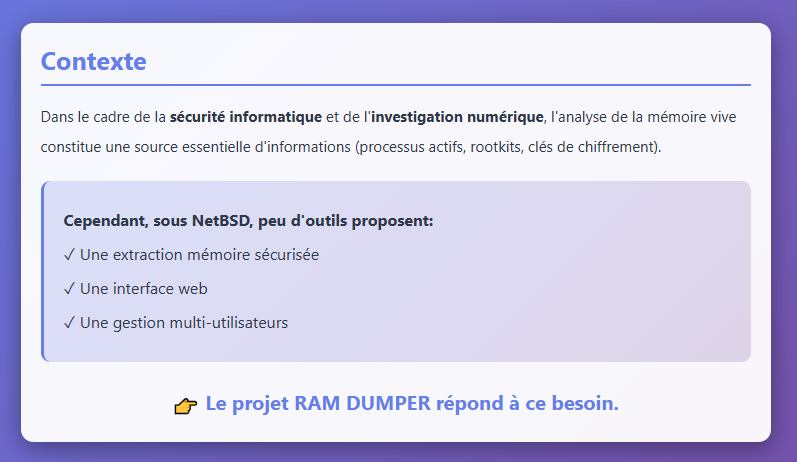 Contexte
Dans le cadre de la sécurité informatique et de l'investigation numérique, l'analyse de la mémoire vive
constitue une source essentielle d'informations (processus actifs, rootkits, clés de chiffrement).
Cependant, sous NetBSD, peu d'outils proposent:
✓ Une extraction mémoire sécurisée
✓ Une interface web
✓ Une gestion multi-utilisateurs
👉 Le projet RAM DUMPER répond à ce besoin.